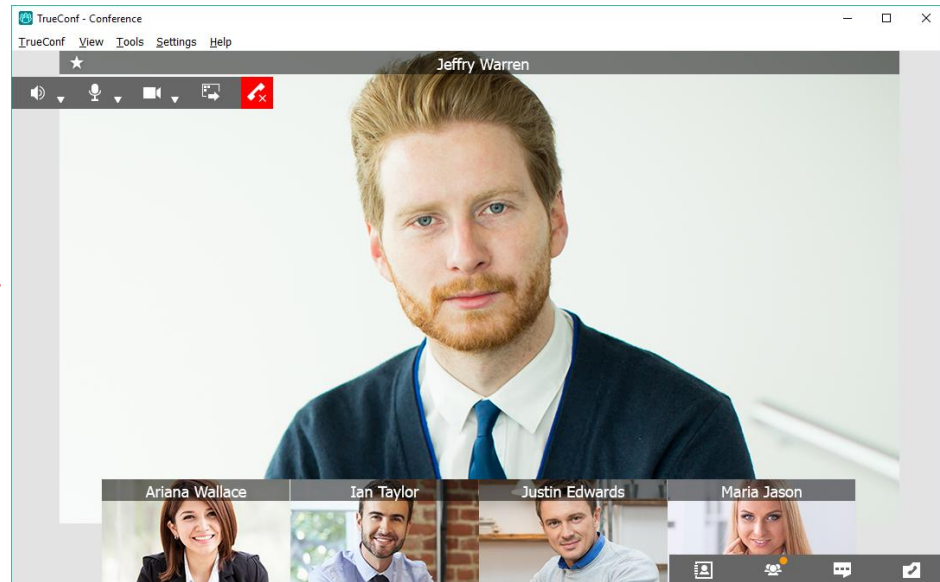 TrueConf - Conference
TrueConf View Tools Settings Help
Jeffry Warren
Ariana Wallace
Ian Taylor
Justin Edwards
Maria Jason